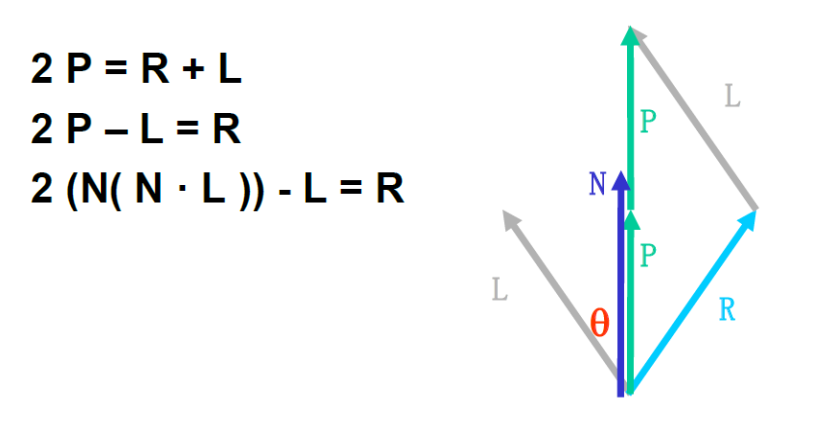 2 P = R + L
2 P – L = R
2 (N( N · L )) - L = R
L
P
N
P
L
R
θ